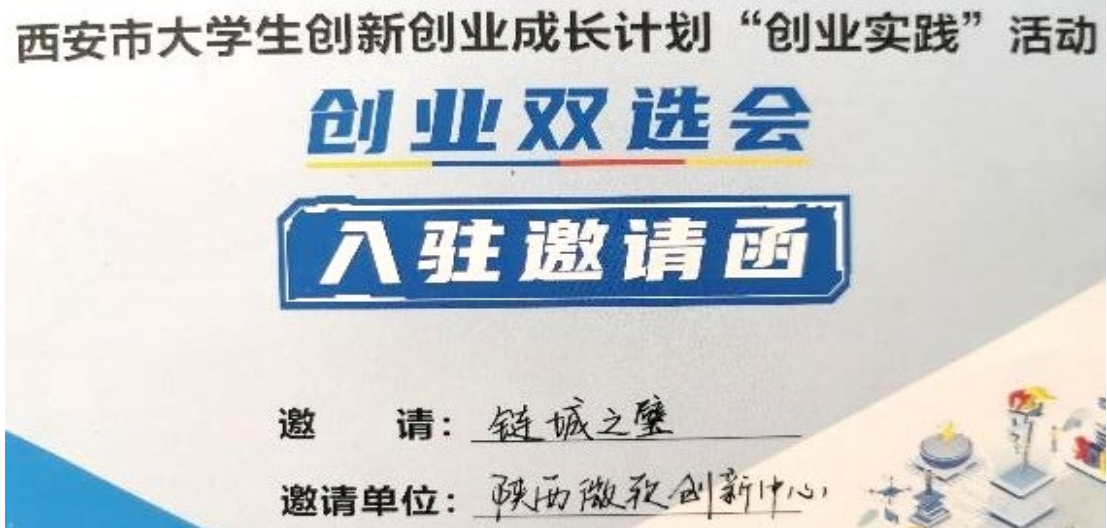 西安市大学生创新创业成长计划“创业实践”活动
创业双选会
入驻邀请函
邀 请：链城之壁
邀请单位：陕西微软创新中心